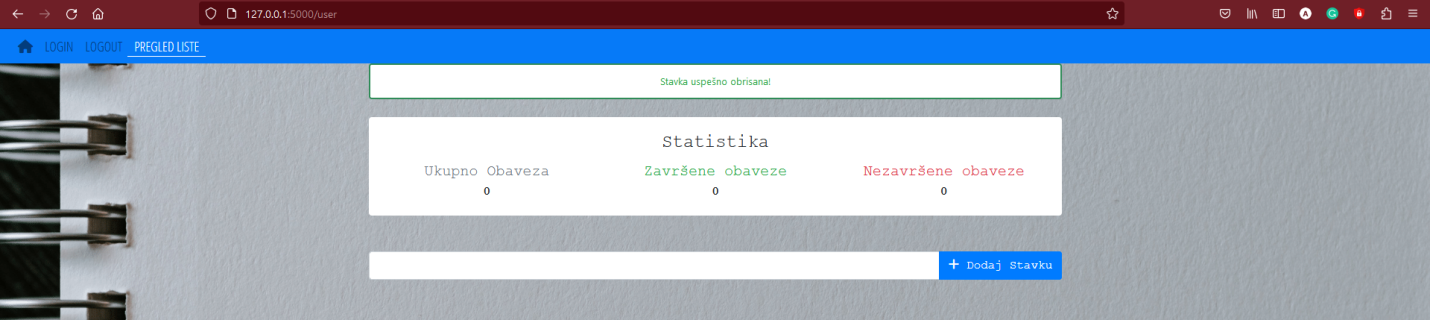 127.0.0.1:5000/user
LOGIN LOGOUT PREGLED LISTE
Stavka uspešno obrisana!
Statistika
Ukupno Obaveza
0
Završene obaveze
0
Nezavršene obaveze
0
+ Dodaj Stavku